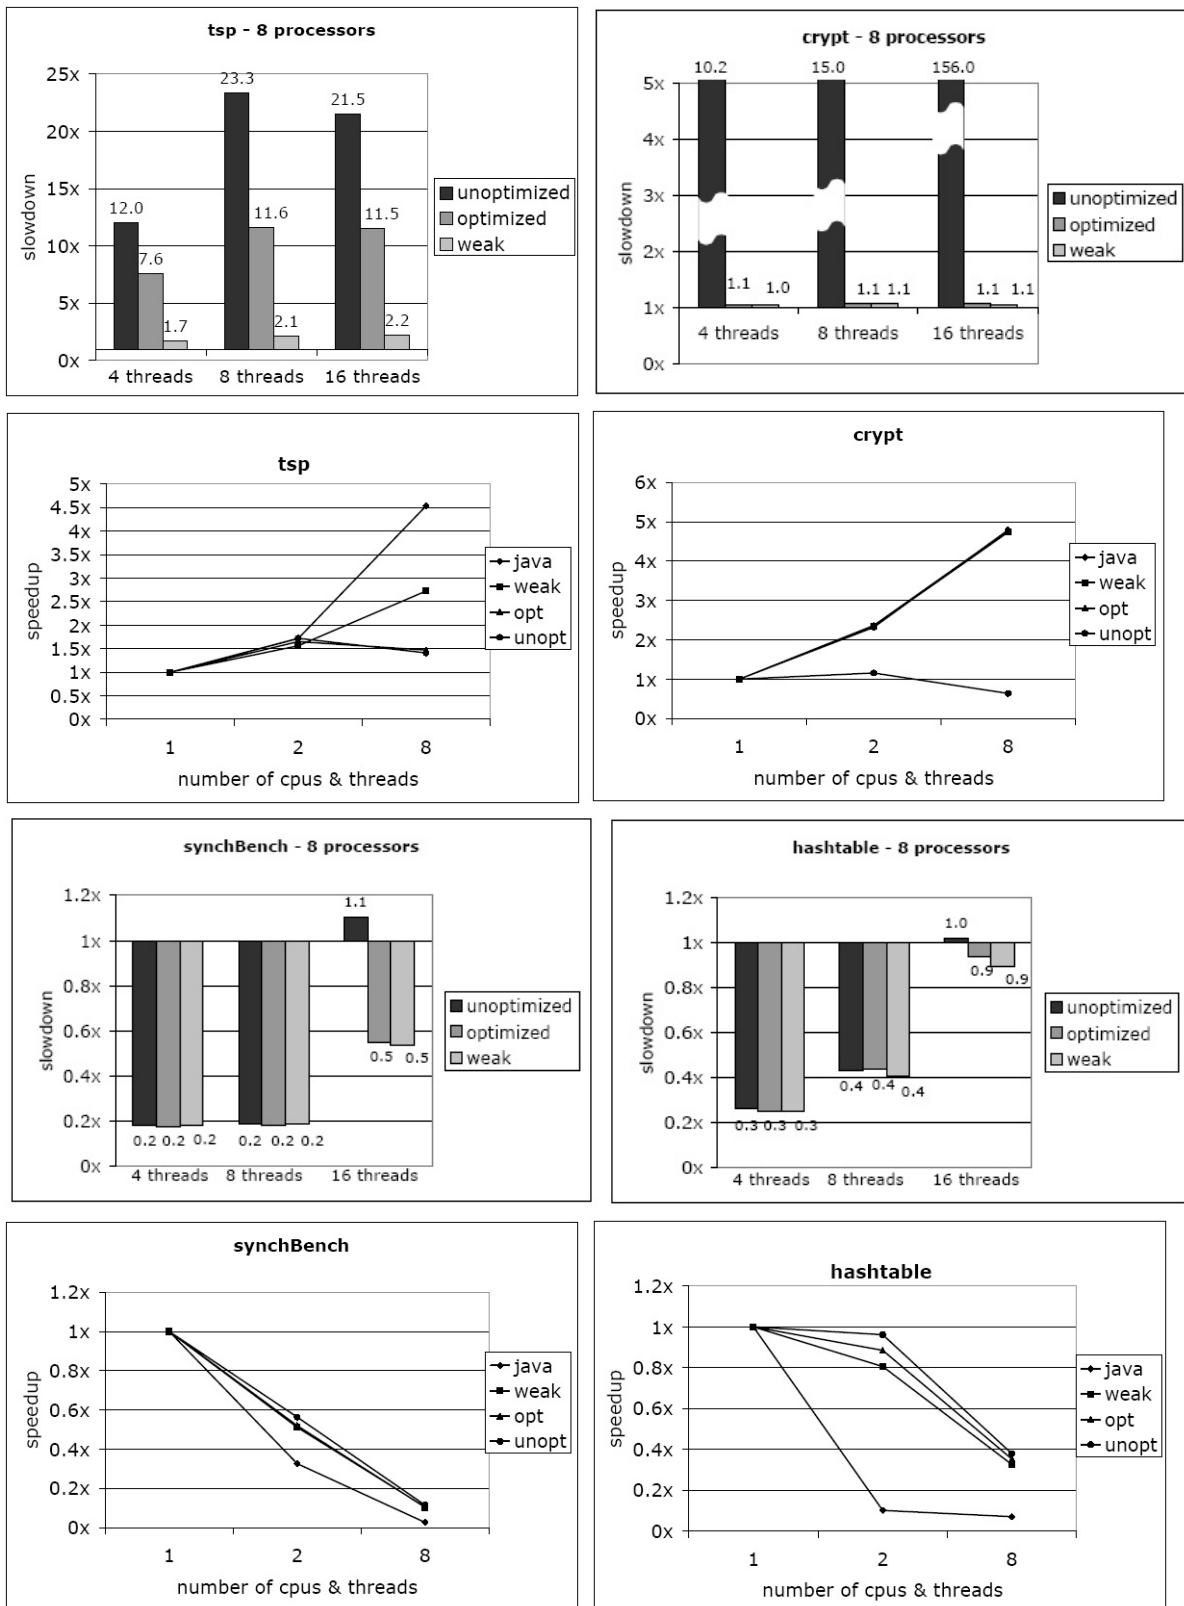 tsp - 8 processors
25x
20x
15x
10x
5x
0x
slowdown
12.0
7.6
1.7
23.3
11.6
2.1
21.5
11.5
2.2
4 threads
8 threads
16 threads
unoptimized
optimized
weak
crypt - 8 processors
5x
4x
3x
2x
1x
0x
slowdown
10.2
1.1
1.0
15.0
1.1
1.1
156.0
1.1
1.1
4 threads
8 threads
16 threads
unoptimized
optimized
weak
tsp
5x
4.5x
4x
3.5x
3x
2.5x
2x
1.5x
1x
0.5x
0x
speedup
1
2
8
number of cpus & threads
java
weak
opt
unopt
crypt
6x
5x
4x
3x
2x
1x
0x
speedup
1
2
8
number of cpus & threads
java
weak
opt
unopt
synchBench - 8 processors
1.2x
1x
0.8x
0.6x
0.4x
0.2x
0x
slowdown
0.2
0.2
0.2
0.2
0.2
0.2
1.1
0.5
0.5
4 threads
8 threads
16 threads
unoptimized
optimized
weak
hashtable - 8 processors
1.2x
1x
0.8x
0.6x
0.4x
0.2x
0x
slowdown
0.3
0.3
0.3
0.4
0.4
0.4
1.0
0.9
0.9
4 threads
8 threads
16 threads
unoptimized
optimized
weak
synchBench
1.2x
1x
0.8x
0.6x
0.4x
0.2x
0x
speedup
1
2
8
number of cpus & threads
java
weak
opt
unopt
hashtable
1.2x
1x
0.8x
0.6x
0.4x
0.2x
0x
speedup
1
2
8
number of cpus & threads
java
weak
opt
unopt